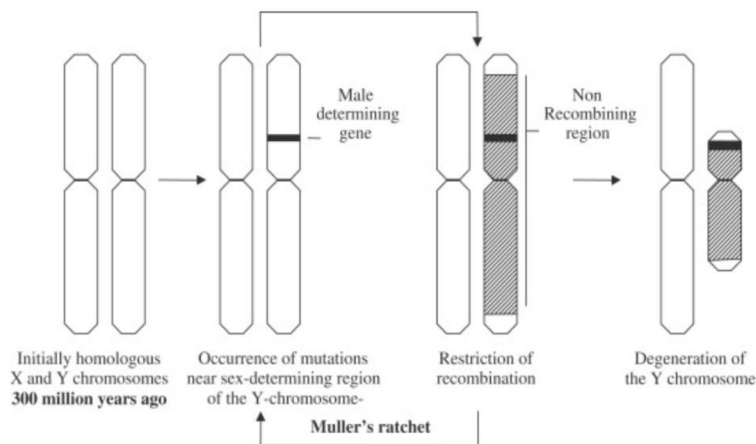 Male
determining
gene
Non
Recombining
region
Initially homologous
X and Y chromosomes
300 million years ago
Occurrence of mutations
near sex-determining region
of the Y-chromosome-
Restriction of
recombination
Degeneration of
the Y chromosome
Muller's ratchet